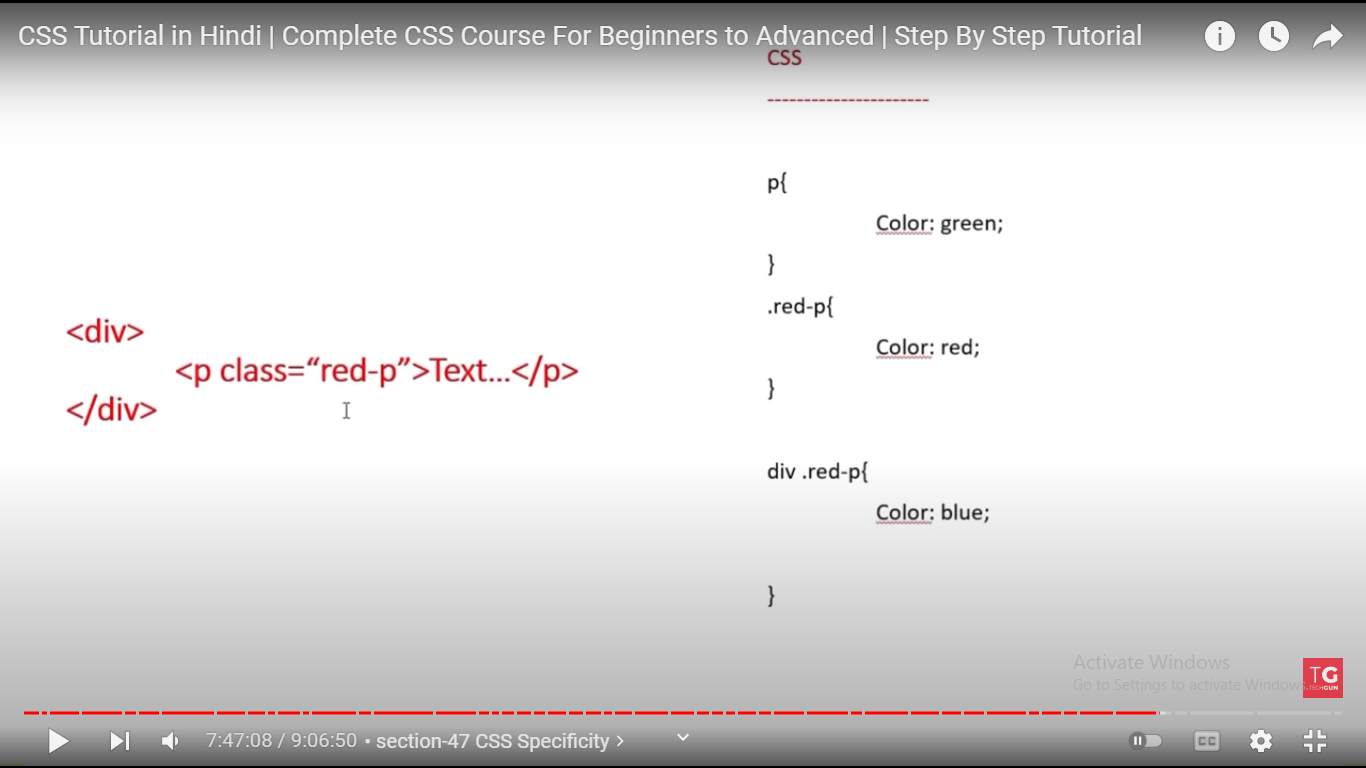 CSS Tutorial in Hindi | Complete CSS Course For Beginners to Advanced | Step By Step Tutorial
CSS
----------------------
p{
Color: green;
}
.red-p{
Color: red;
}
div .red-p{
Color: blue;
}
<div>
<p class=“red-p”>Text...</p>
</div>
Activate Windows
Go to Settings to activate Windows.
TG
TECHGUN
7:47:08 / 9:06:50 • section-47 CSS Specificity >
CC